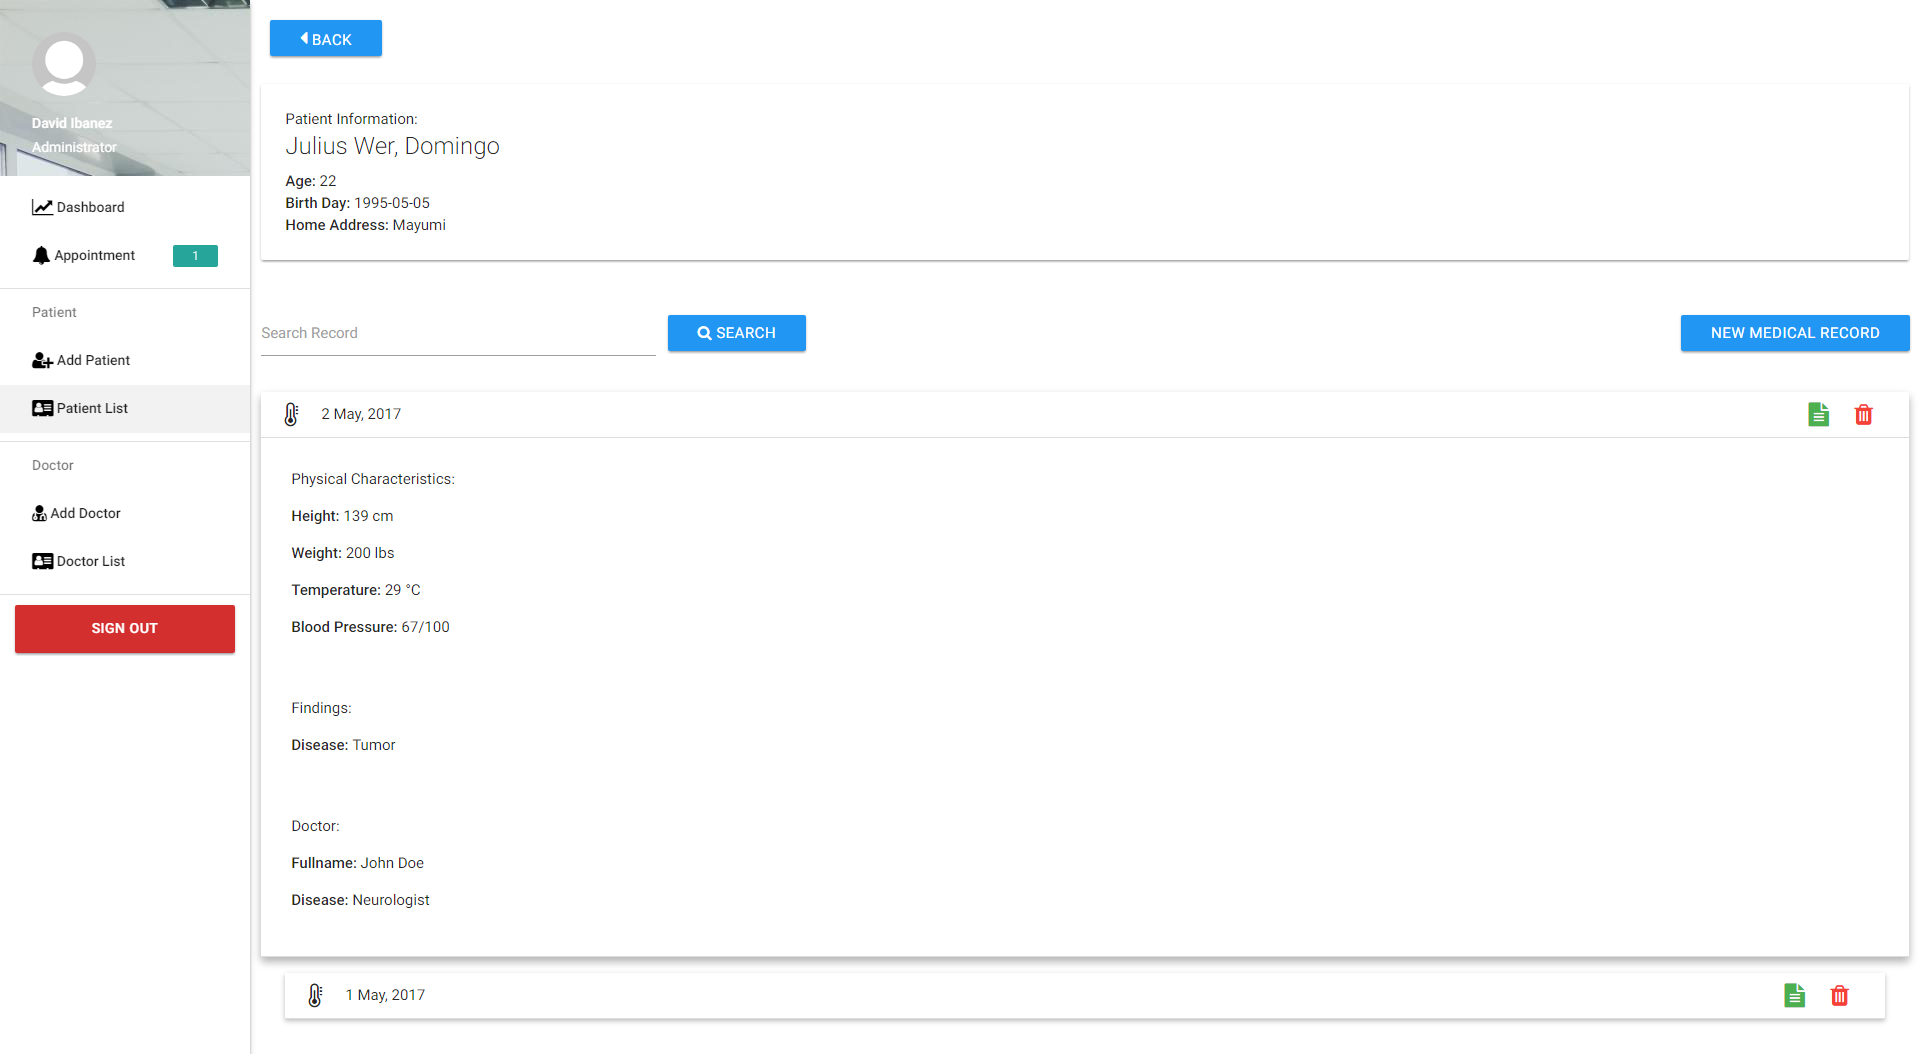 David Ibanez
Administrator
Dashboard
Appointment 1
Patient
Add Patient
Patient List
Doctor
Add Doctor
Doctor List
SIGN OUT
BACK
Patient Information:
Julius Wer, Domingo
Age: 22
Birth Day: 1995-05-05
Home Address: Mayumi
Search Record SEARCH NEW MEDICAL RECORD
2 May, 2017
Physical Characteristics:
Height: 139 cm
Weight: 200 lbs
Temperature: 29 °C
Blood Pressure: 67/100
Findings:
Disease: Tumor
Doctor:
Fullname: John Doe
Disease: Neurologist
1 May, 2017